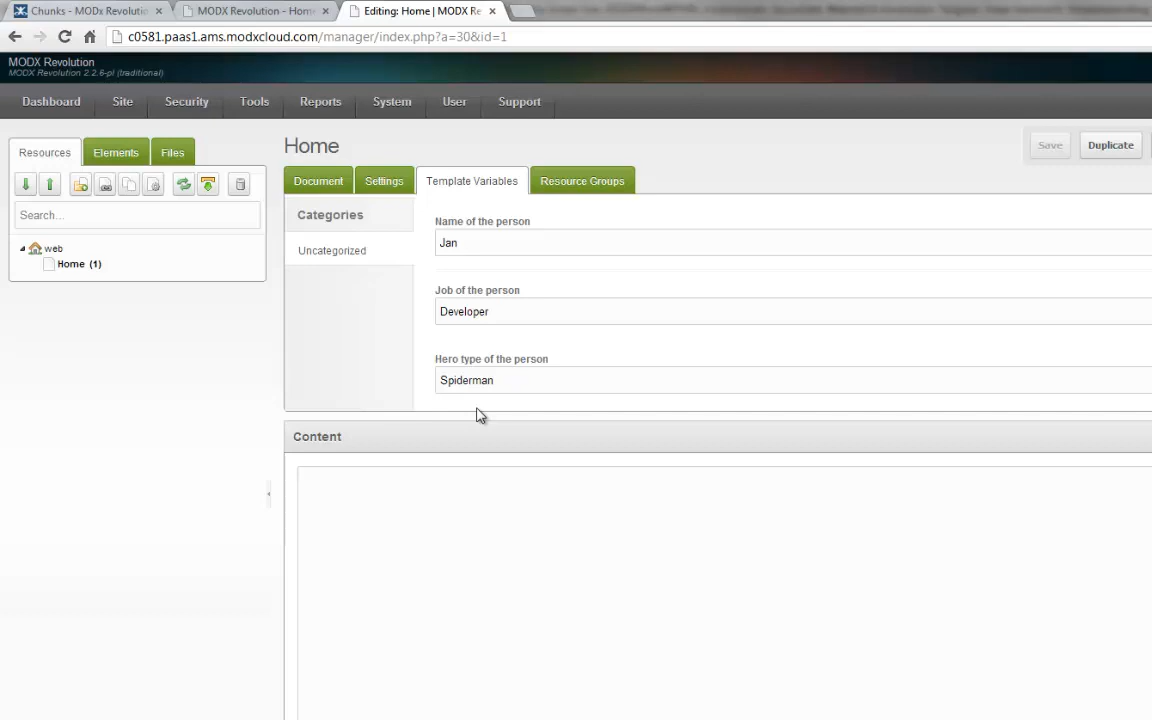 Chunks - MODx Revolutio
MODX Revolution - Hom
Editing: Home | MODX Re
c0581.paas1.ams.modxcloud.com/manager/index.php?a=30&id=1
MODX Revolution
MODX Revolution 2.2.6-pl (traditional)
Dashboard Site Security Tools Reports System User Support
Resources Elements Files
Home
Save Duplicate
Document Settings Template Variables Resource Groups
Search...
web
Home (1)
Categories
Uncategorized
Name of the person
Jan
Job of the person
Developer
Hero type of the person
Spiderman
Content